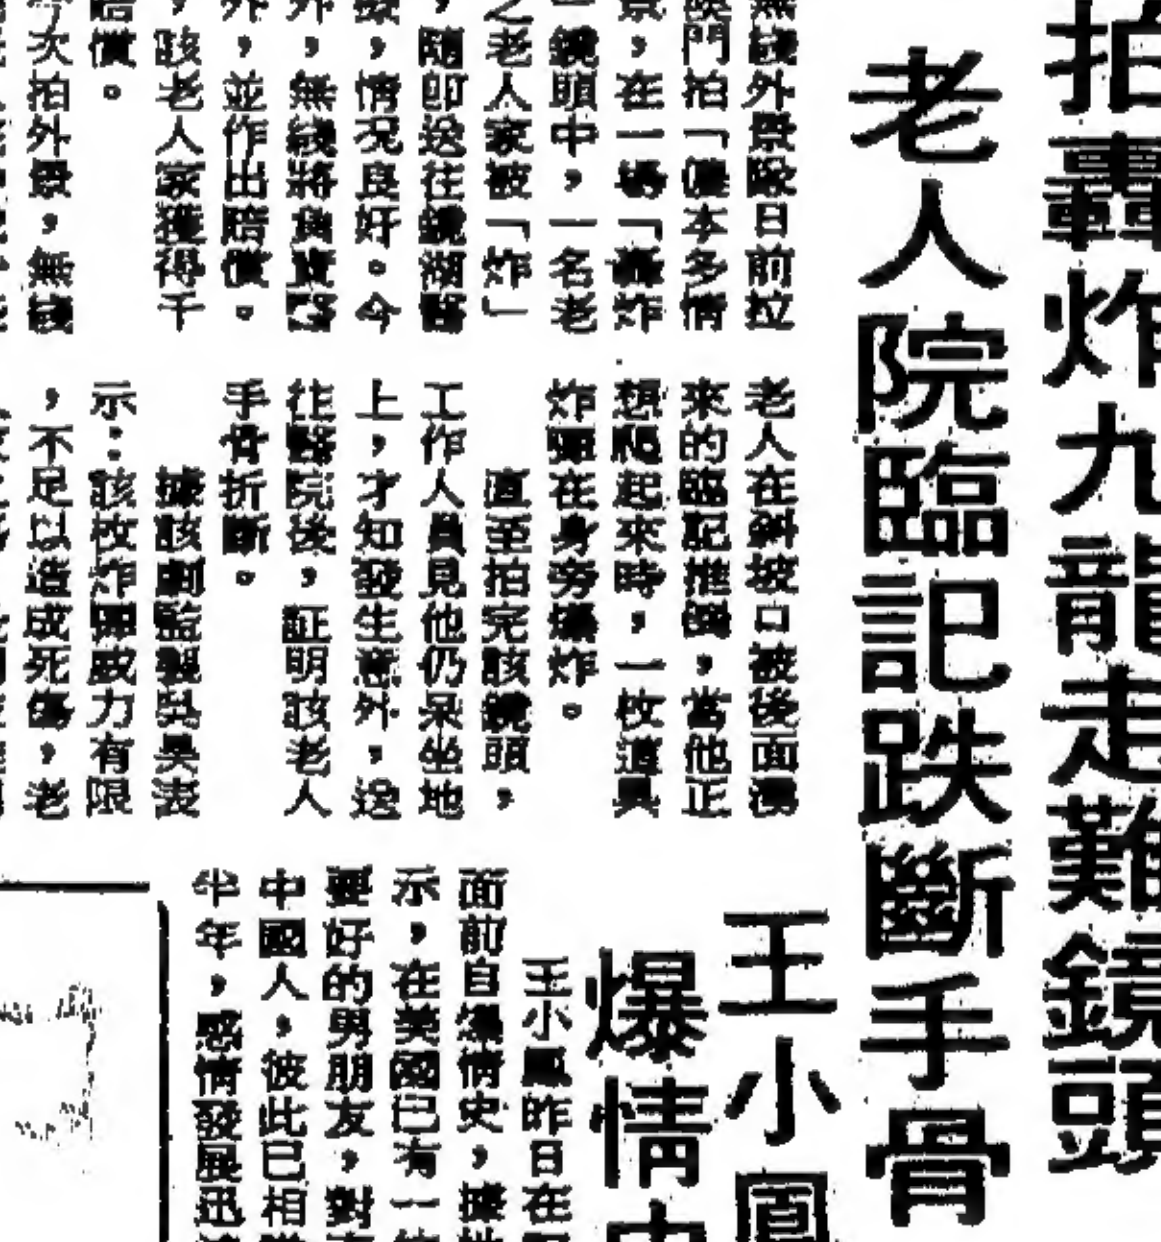 拍轟炸九龍走難鏡頭
老人院臨記跌斷手骨
無綫外景隊日前拉
門拍「儂本多情
景,在一場「轟炸
一鏡頭中,一名老
之老人家被「炸」
,隨即送往鏡湖醫
,情況良好。今
外,無綫將負責醫
外,並作出賠償。
,該老人家獲得千
賠償。
今次拍外景,無綫
老人在斜坡口被後面湧
來的臨記推倒,當他正
想爬起來時,一枚道具
炸彈在身旁爆炸。
直至拍完該鏡頭,
工作人員見他仍呆坐地
上,才知發生意外,送
往醫院後,証明該老人
手骨折斷。
據該劇監製吳昊表
示:該枚炸彈威力有限
,不足以造成死傷,老
王小鳳
爆情史
王小鳳昨日在
面前自爆情史,據她
示,在美國已有一
要好的男朋友,對
中國人,彼此已相
半年,感情發展迅